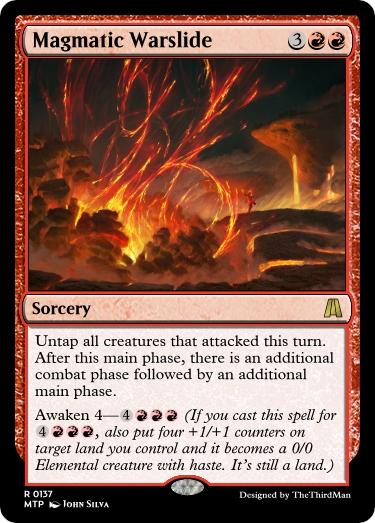 Magmatic Warslide 3
Sorcery
Untap all creatures that attacked this turn.
After this main phase, there is an additional
combat phase followed by an additional
main phase.
Awaken 4—4 (If you cast this spell for
4, also put four +1/+1 counters on
target land you control and it becomes a 0/0
Elemental creature with haste. It's still a land.)
R 0137
MTP John Silva
Designed by TheThirdMan